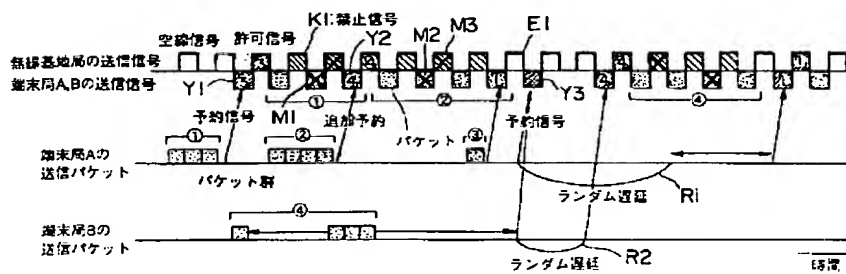 K1:禁止信号
M3
E1
空線信号
許可信号
Y2
M2
無線基地局の送信信号
端末局A,Bの送信信号
Y1
M1
①
②
Y3
④
予約信号
追加予約
パケット
予約信号
①
②
③
端末局Aの
送信パケット
パケット群
ランダム遅延
R1
④
端末局Bの
送信パケット
ランダム遅延
R2
時間